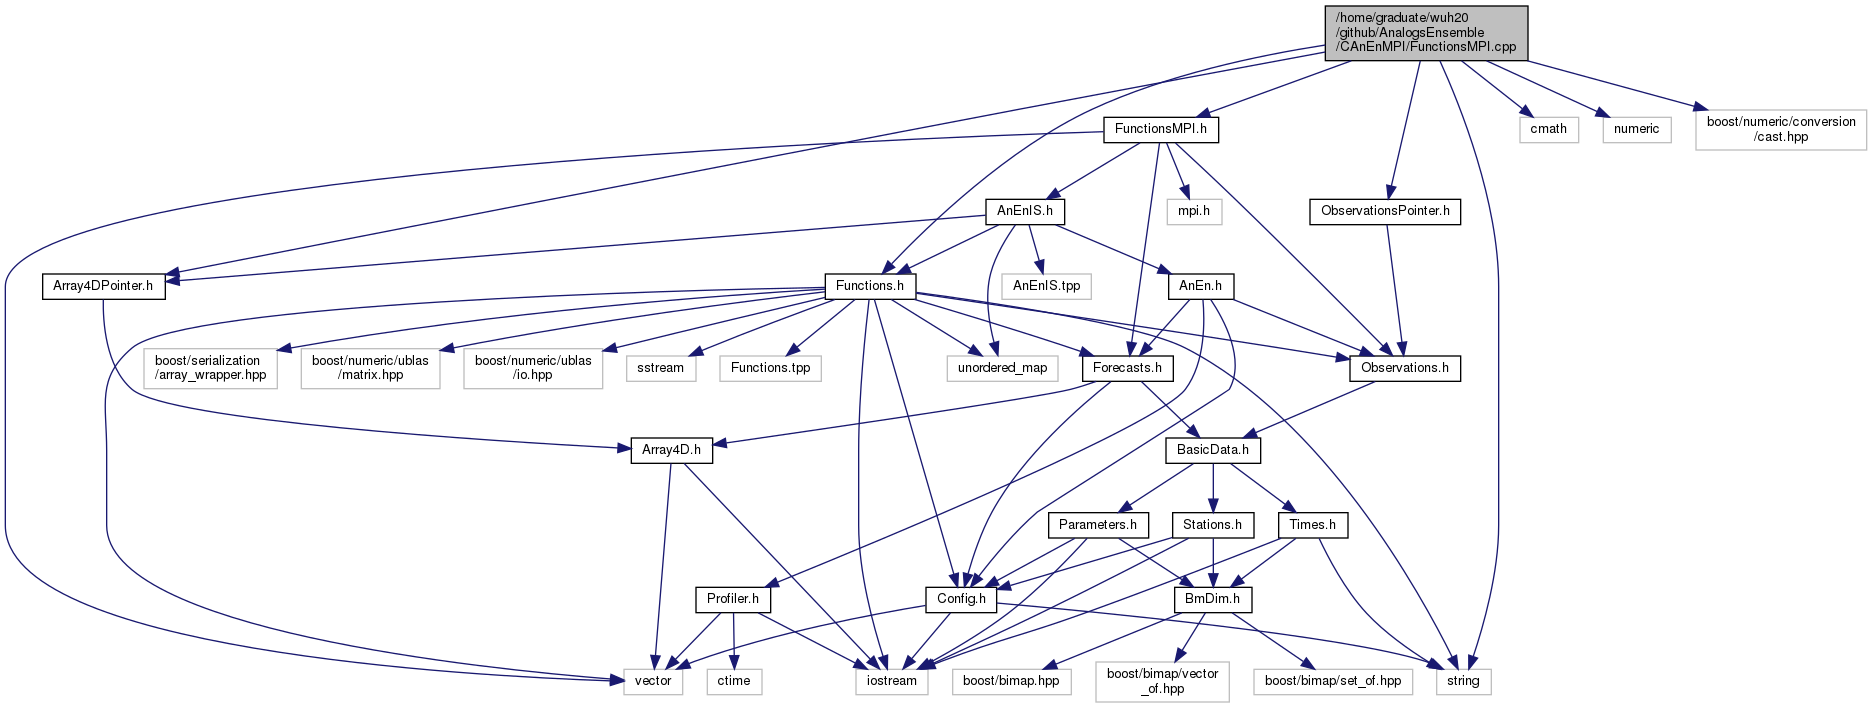 /home/graduate/wuh20
/github/AnalogsEnsemble
/CAnEnMPI/FunctionsMPI.cpp
FunctionsMPI.h
cmath
numeric
boost/numeric/conversion
/cast.hpp
AnEnIS.h
mpi.h
ObservationsPointer.h
Array4DPointer.h
Functions.h
AnEnIS.tpp
AnEn.h
boost/serialization
/array_wrapper.hpp
boost/numeric/ublas
/matrix.hpp
boost/numeric/ublas
/io.hpp
sstream
Functions.tpp
unordered_map
Forecasts.h
Observations.h
Array4D.h
BasicData.h
Parameters.h
Stations.h
Times.h
Profiler.h
Config.h
BmDim.h
vector
ctime
iostream
boost/bimap.hpp
boost/bimap/vector
_of.hpp
boost/bimap/set_of.hpp
string